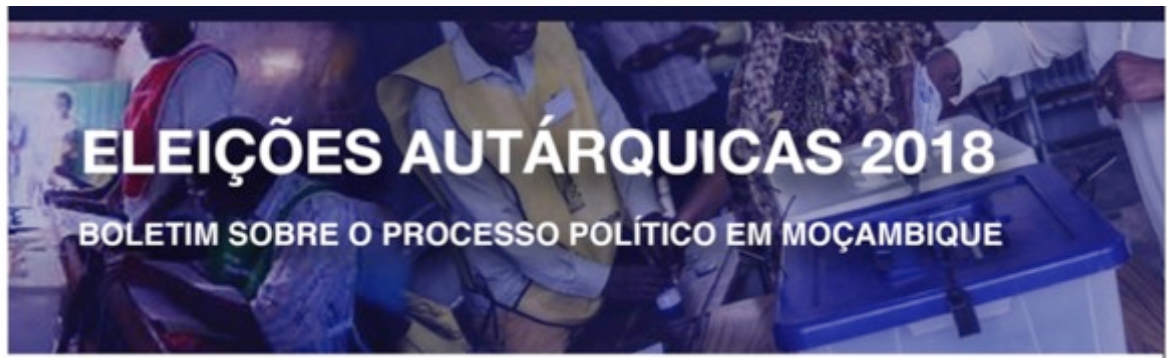 ELEIÇÕES AUTÁRQUICAS 2018
BOLETIM SOBRE O PROCESSO POLÍTICO EM MOÇAMBIQUE